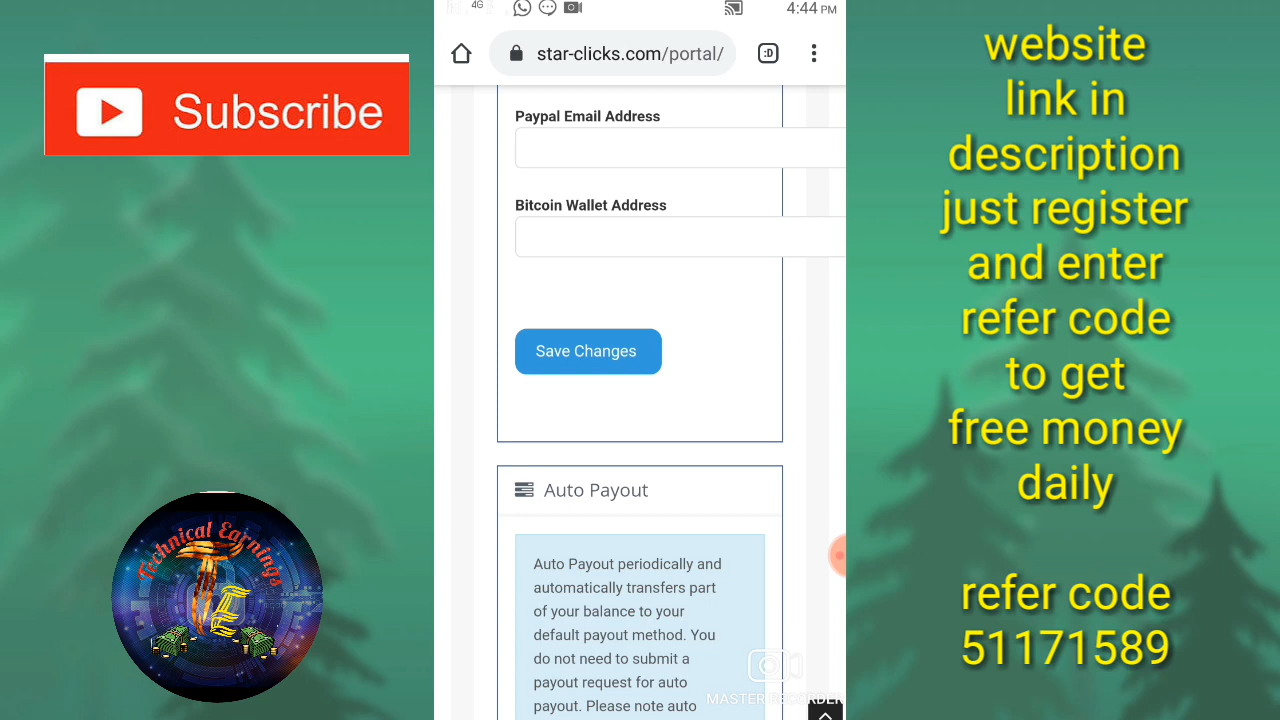 Subscribe
Technical Earnings
TE
4G
4:44 PM
star-clicks.com/portal/
:D
Paypal Email Address
Bitcoin Wallet Address
Save Changes
Auto Payout
Auto Payout periodically and
automatically transfers part
of your balance to your
default payout method. You
do not need to submit a
payout request for auto
payout. Please note auto
MASTER RECORDER
website
link in
description
just register
and enter
refer code
to get
free money
daily
refer code
51171589